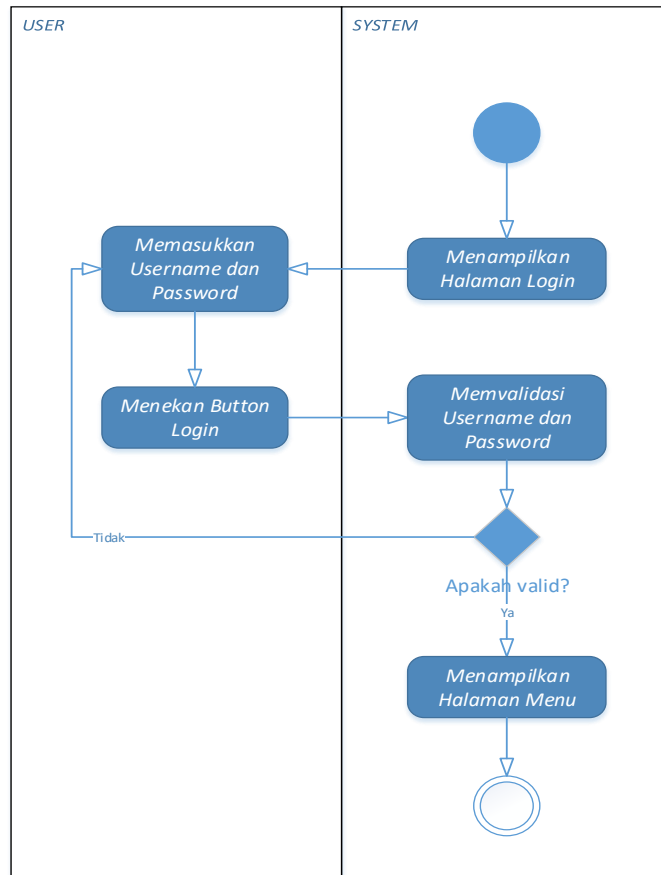 USER
SYSTEM
Menampilkan
Halaman Login
Memasukkan
Username dan
Password
Menekan Button
Login
Memvalidasi
Username dan
Password
Tidak
Apakah valid?
Ya
Menampilkan
Halaman Menu